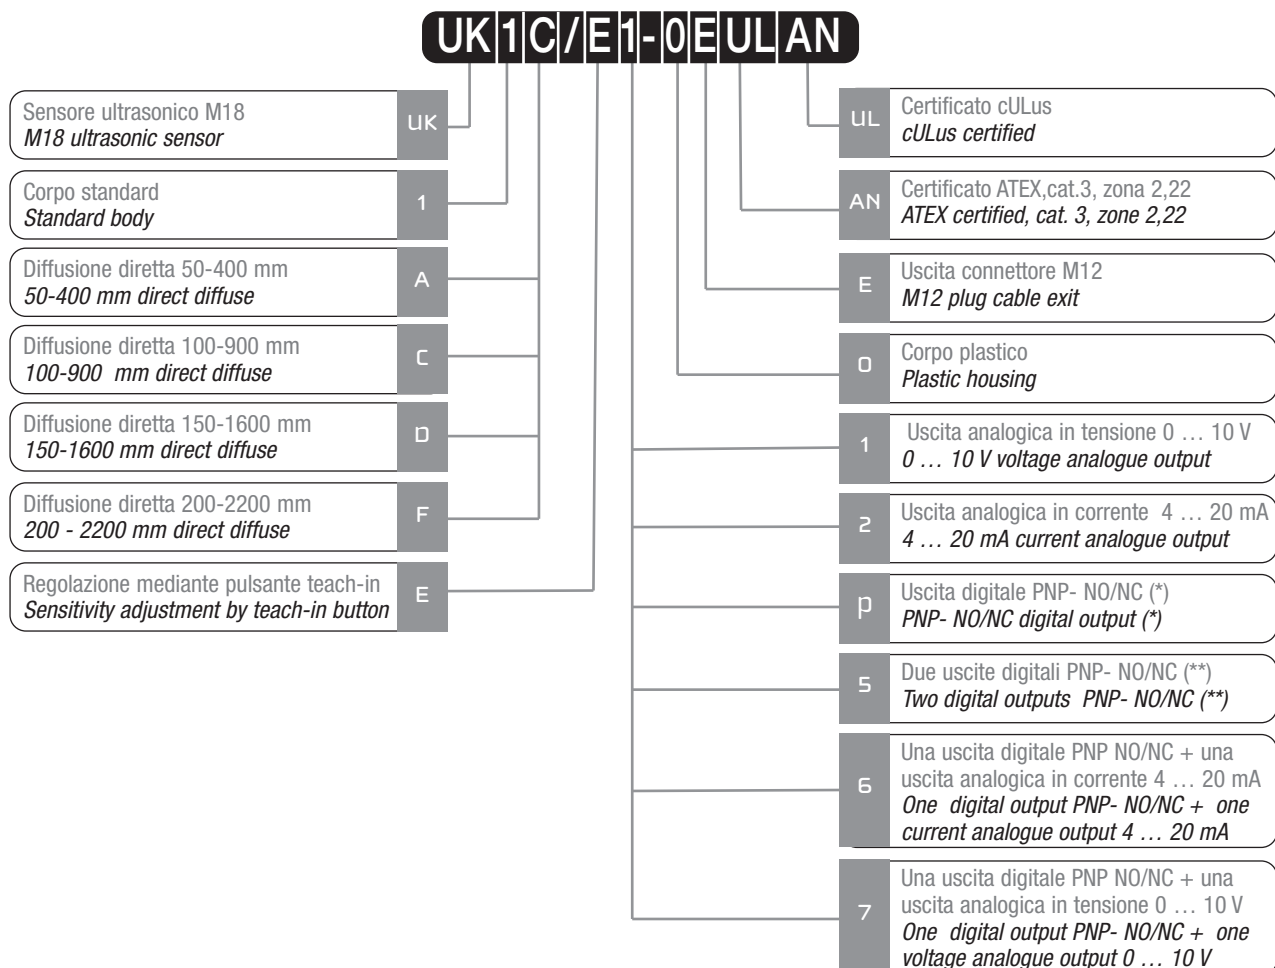 UK1C/E1-0EULAN
Sensore ultrasonico M18
M18 ultrasonic sensor
UK
Corpo standard
Standard body
1
Diffusione diretta 50-400 mm
50-400 mm direct diffuse
A
Diffusione diretta 100-900 mm
100-900 mm direct diffuse
C
Diffusione diretta 150-1600 mm
150-1600 mm direct diffuse
D
Diffusione diretta 200-2200 mm
200 - 2200 mm direct diffuse
F
Regolazione mediante pulsante teach-in
Sensitivity adjustment by teach-in button
E
UL
Certificato cULus
cULus certified
AN
Certificato ATEX,cat.3, zona 2,22
ATEX certified, cat. 3, zone 2,22
E
Uscita connettore M12
M12 plug cable exit
0
Corpo plastico
Plastic housing
1
Uscita analogica in tensione 0 … 10 V
0 … 10 V voltage analogue output
2
Uscita analogica in corrente 4 … 20 mA
4 … 20 mA current analogue output
P
Uscita digitale PNP- NO/NC (*)
PNP- NO/NC digital output (*)
5
Due uscite digitali PNP- NO/NC (**)
Two digital outputs PNP- NO/NC (**)
6
Una uscita digitale PNP NO/NC + una
uscita analogica in corrente 4 … 20 mA
One digital output PNP- NO/NC + one
current analogue output 4 … 20 mA
7
Una uscita digitale PNP NO/NC + una
uscita analogica in tensione 0 … 10 V
One digital output PNP- NO/NC + one
voltage analogue output 0 … 10 V